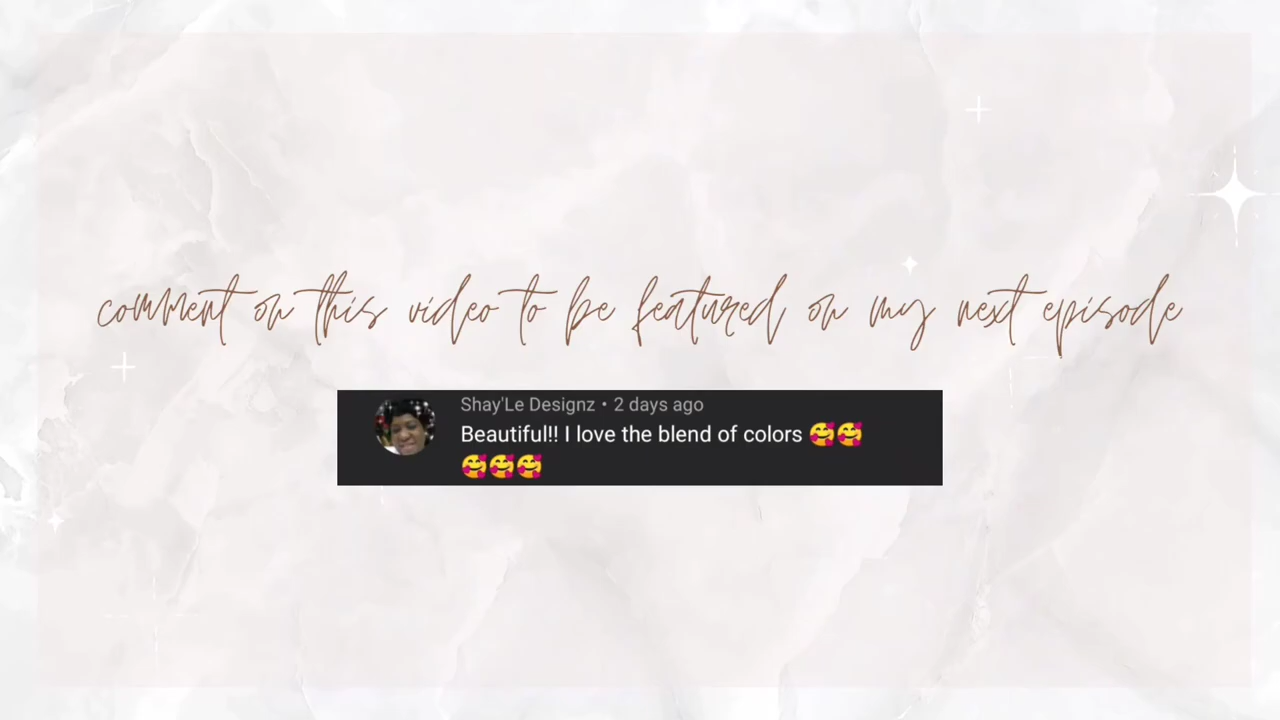 comment on this video to be featured on my next episode
Shay'Le Designz • 2 days ago
Beautiful!! I love the blend of colors 🥰🥰
🥰🥰🥰